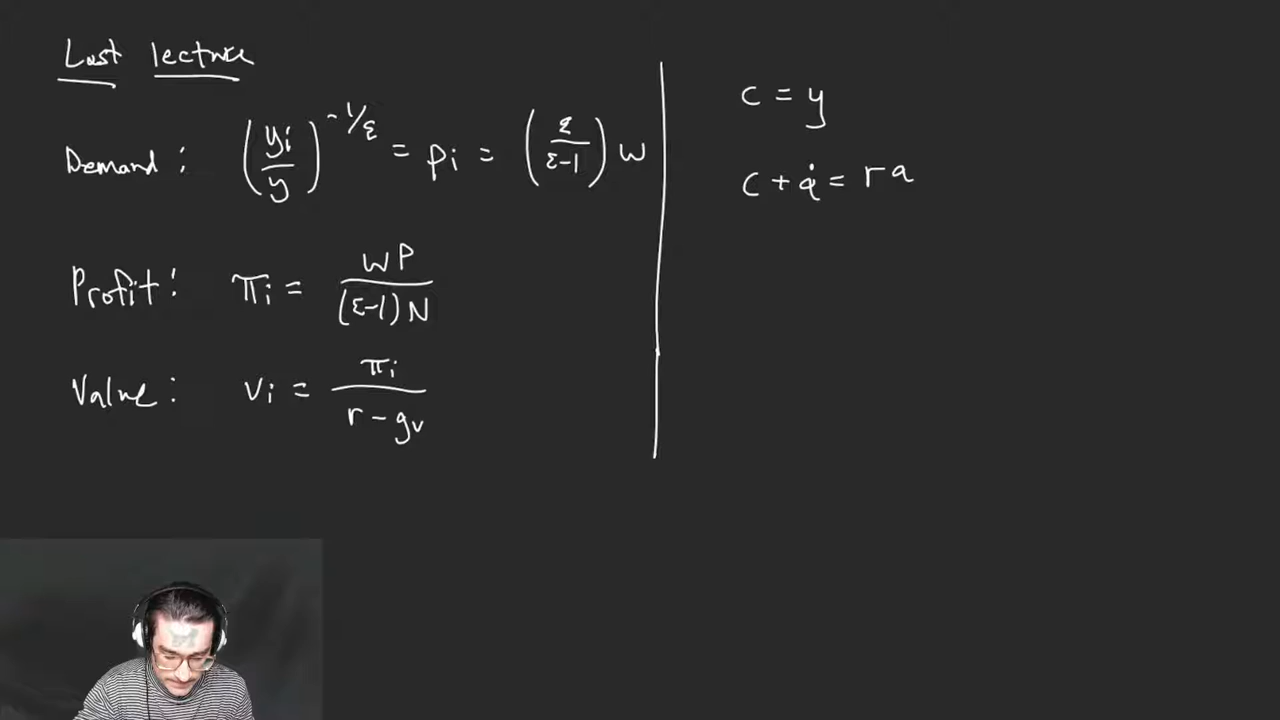 Last lecture
Demand: (yi/y)^-1/ε = pi = (ε/(ε-1)) w
Profit: πi = wP/((ε-1)N)
Value: vi = πi/(r - gv)
c = y
c + ȧ = ra